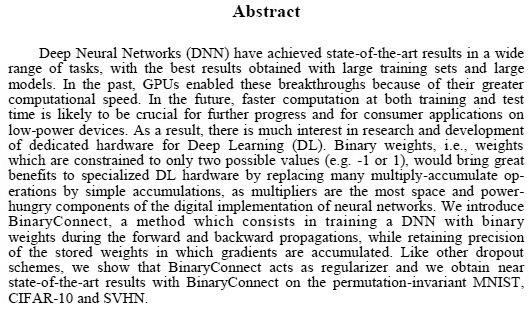 Abstract
Deep Neural Networks (DNN) have achieved state-of-the-art results in a wide
range of tasks, with the best results obtained with large training sets and large
models. In the past, GPUs enabled these breakthroughs because of their greater
computational speed. In the future, faster computation at both training and test
time is likely to be crucial for further progress and for consumer applications on
low-power devices. As a result, there is much interest in research and development
of dedicated hardware for Deep Learning (DL). Binary weights, i.e., weights
which are constrained to only two possible values (e.g. -1 or 1), would bring great
benefits to specialized DL hardware by replacing many multiply-accumulate op-
erations by simple accumulations, as multipliers are the most space and power-
hungry components of the digital implementation of neural networks. We introduce
BinaryConnect, a method which consists in training a DNN with binary
weights during the forward and backward propagations, while retaining precision
of the stored weights in which gradients are accumulated. Like other dropout
schemes, we show that BinaryConnect acts as regularizer and we obtain near
state-of-the-art results with BinaryConnect on the permutation-invariant MNIST,
CIFAR-10 and SVHN.